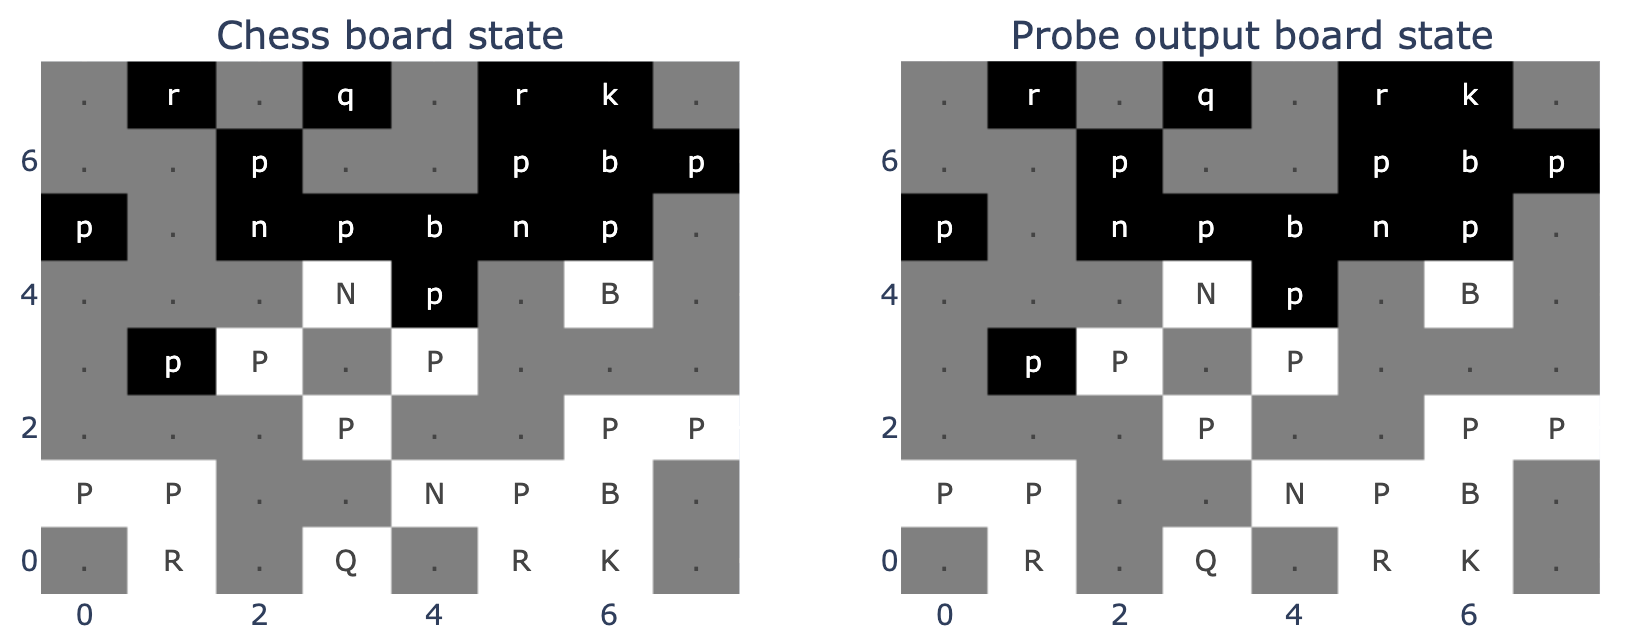 Chess board state
. r . q . r k .
6 . . p . . p b p
p . n p b n p .
4 . . . N p . B .
. p P . P . . .
2 . . . P . . P P
P P . . N P B .
0 . R . Q . R K .
0 2 4 6
Probe output board state
. r . q . r k .
6 . . p . . p b p
p . n p b n p .
4 . . . N p . B .
. p P . P . . .
2 . . . P . . P P
P P . . N P B .
0 . R . Q . R K .
0 2 4 6